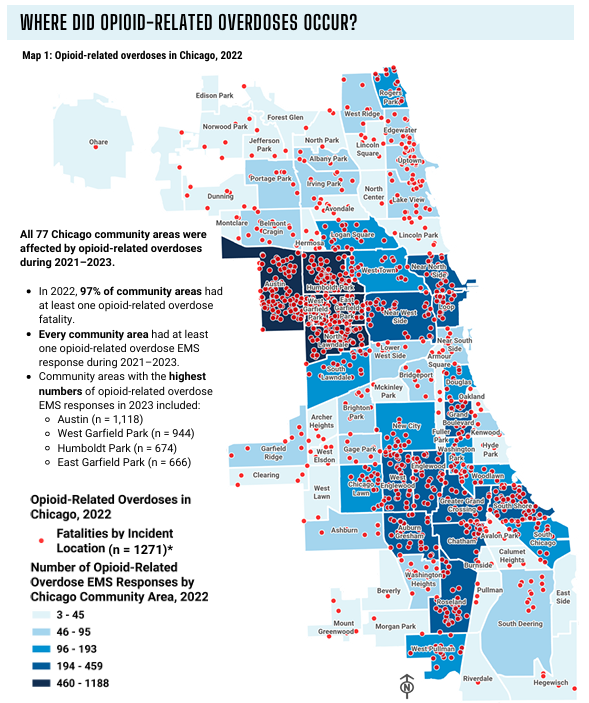 WHERE DID OPIOID-RELATED OVERDOSES OCCUR?
Map 1: Opioid-related overdoses in Chicago, 2022
Edison Park
Norwood Park
Forest Glen
Jefferson
Park
North Park
Albany Park
West Ridge
Rogers
Park
Edgewater
Lincoln
Square
Uptown
Ohare
Portage Park
Irving Park
North
Center
Lake View
Dunning
Avondale
Montclare
Belmont
Cragin
Hermosa
Logan Square
Lincoln Park
All 77 Chicago community areas were
affected by opioid-related overdoses
during 2021–2023.
• In 2022, 97% of community areas had
at least one opioid-related overdose
fatality.
• Every community area had at least
one opioid-related overdose EMS
response during 2021–2023.
• Community areas with the highest
numbers of opioid-related overdose
EMS responses in 2023 included:
○ Austin (n = 1,118)
○ West Garfield Park (n = 944)
○ Humboldt Park (n = 674)
○ East Garfield Park (n = 666)
Austin
Humboldt Park
West Town
Near North
Side
West
Garfield
Park
East
Garfield
Park
Near West
Side
Loop
North
Lawndale
South
Lawndale
Lower
West Side
Near South
Side
Armour
Square
Bridgeport
Douglas
Mckinley
Park
Oakland
Brighton
Park
Archer
Heights
New City
Fuller
Park
Grand
Boulevard
Kenwood
Garfield
Ridge
West
Elsdon
Gage Park
Washington
Park
Hyde
Park
Clearing
West
Lawn
Chicago
Lawn
West
Englewood
Englewood
Woodlawn
Greater Grand
Crossing
South Shore
Ashburn
Auburn
Gresham
Chatham
Avalon Park
South
Chicago
Calumet
Heights
Burnside
Washington
Heights
Beverly
Roseland
Pullman
East
Side
South Deering
Mount
Greenwood
Morgan Park
West Pullman
Riverdale
Hegewisch
N
Opioid-Related Overdoses in
Chicago, 2022
Fatalities by Incident
Location (n = 1271)*
Number of Opioid-Related
Overdose EMS Responses by
Chicago Community Area, 2022
3 - 45
46 - 95
96 - 193
194 - 459
460 - 1188